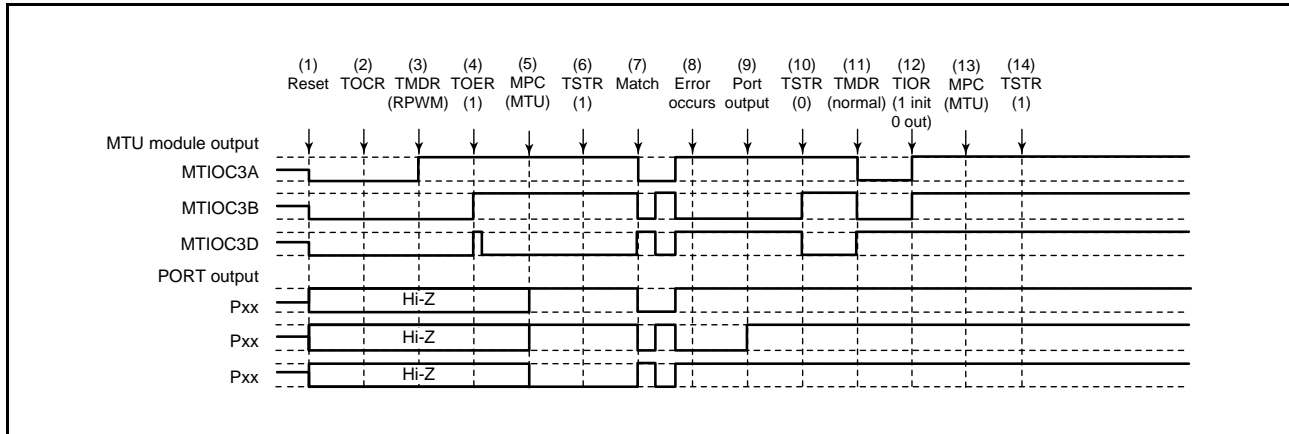 (1) (2) (3) (4) (5) (6) (7) (8) (9) (10) (11) (12) (13) (14)
Reset TOCR TMDR TOER MPC TSTR Match Error Port TSTR TMDR TIOR MPC TSTR
(RPWM) (1) (MTU) (1) occurs output (0) (normal) (1 init (MTU) (1)
0 out)
MTU module output
MTIOC3A
MTIOC3B
MTIOC3D
PORT output
Pxx Hi-Z
Pxx Hi-Z
Pxx Hi-Z